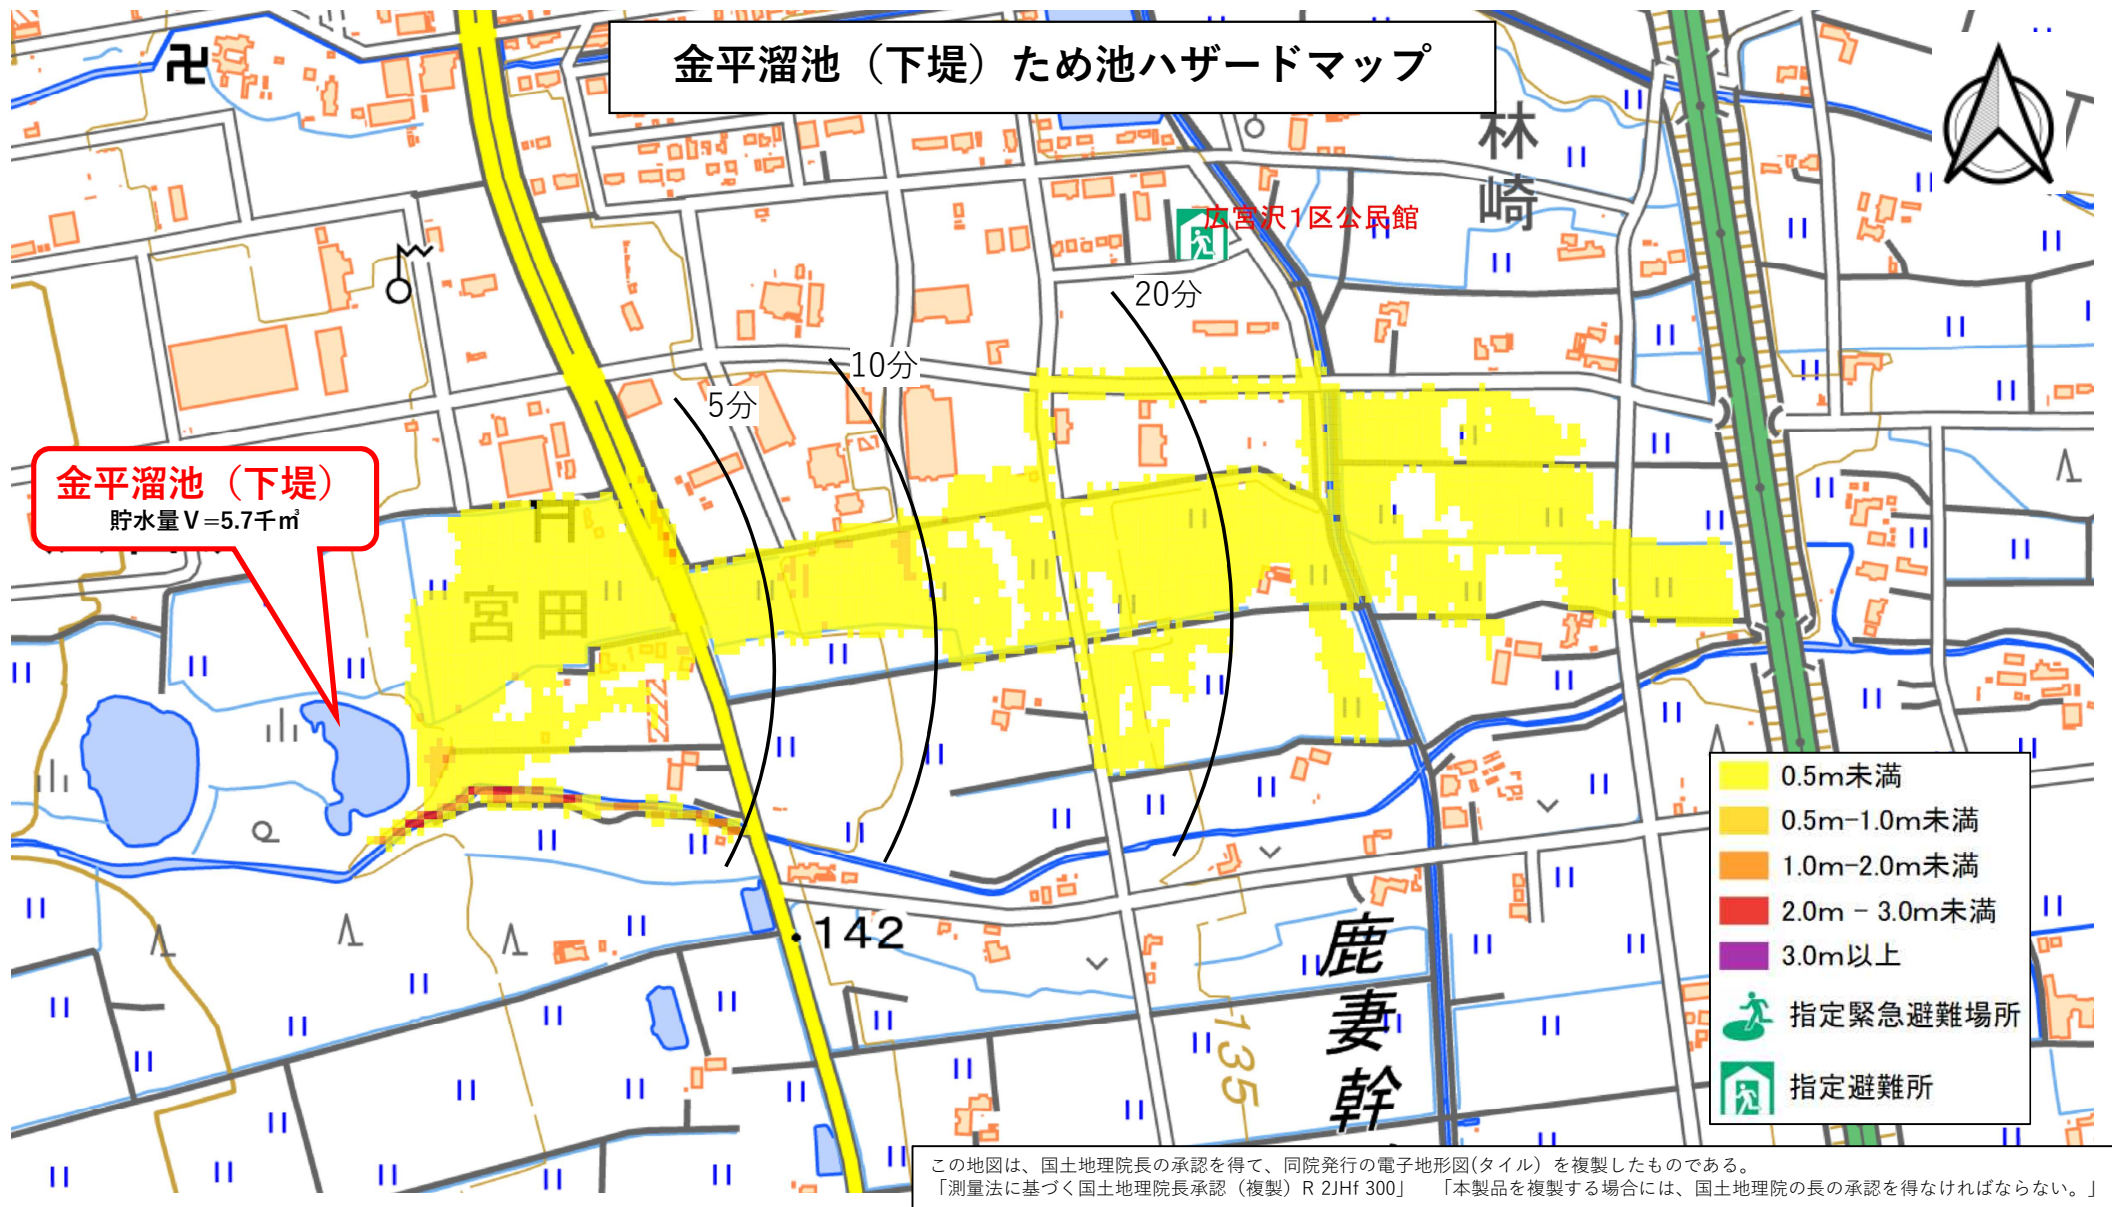 金平溜池（下堤）ため池ハザードマップ
林崎
広宮沢1区公民館
20分
10分
5分
金平溜池（下堤）
貯水量V=5.7千㎥
宮田
142
135
鹿妻幹
0.5m未満
0.5m-1.0m未満
1.0m-2.0m未満
2.0m - 3.0m未満
3.0m以上
指定緊急避難場所
指定避難所
この地図は、国土地理院長の承認を得て、同院発行の電子地形図(タイル）を複製したものである。
「測量法に基づく国土地理院長承認（複製）R 2JHf 300」　「本製品を複製する場合には、国土地理院の長の承認を得なければならない。」